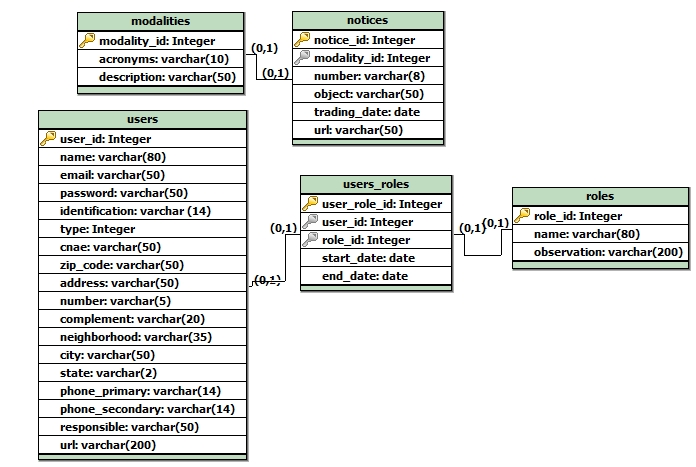 modalities
modality_id: Integer
acronyms: varchar(10)
description: varchar(50)
(0,1)
(0,1)
notices
notice_id: Integer
modality_id: Integer
number: varchar(8)
object: varchar(50)
trading_date: date
url: varchar(50)
users
user_id: Integer
name: varchar(80)
email: varchar(50)
password: varchar(50)
identification: varchar (14)
type: Integer
cnae: varchar(50)
zip_code: varchar(50)
address: varchar(50)
number: varchar(5)
complement: varchar(20)
neighborhood: varchar(35)
city: varchar(50)
state: varchar(2)
phone_primary: varchar(14)
phone_secondary: varchar(14)
responsible: varchar(50)
url: varchar(200)
(0,1)
(0,1)
users_roles
user_role_id: Integer
user_id: Integer
role_id: Integer
start_date: date
end_date: date
(0,1)
(0,1)
roles
role_id: Integer
name: varchar(80)
observation: varchar(200)